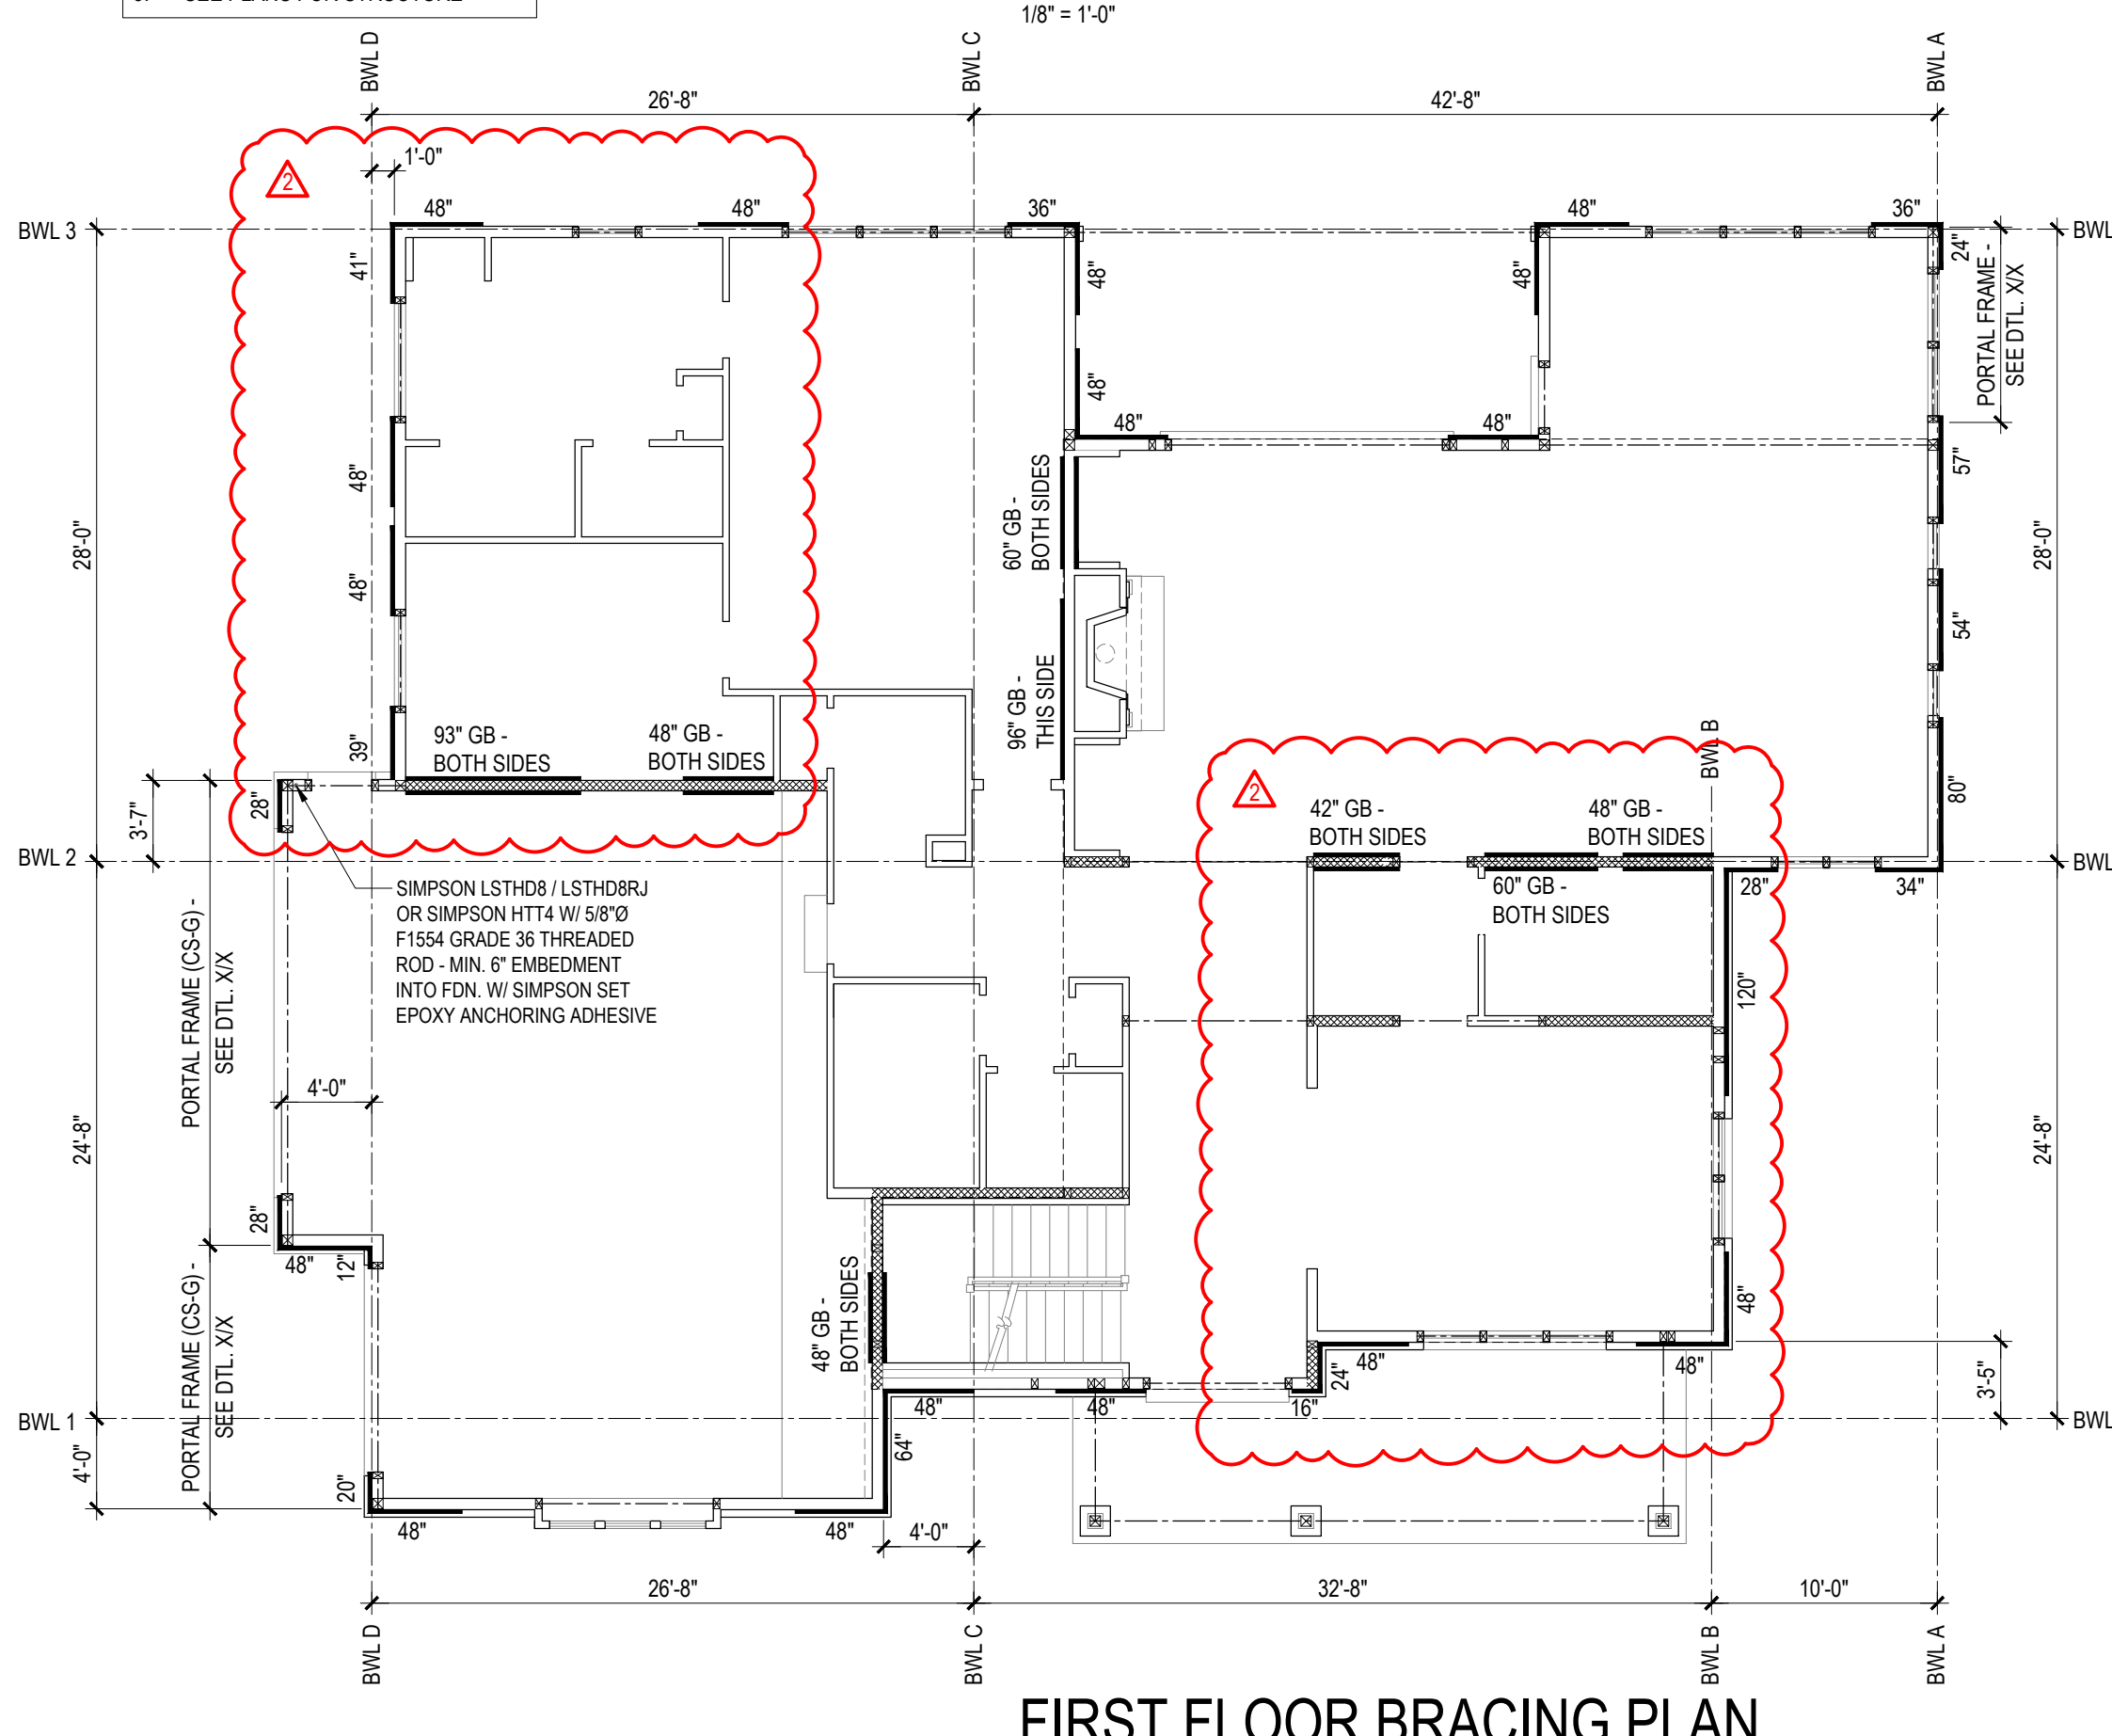 1/8" = 1'-0"
BWL D
BWL C
BWL A
26'-8"
42'-8"
1'-0"
2
48"
48"
36"
48"
36"
BWL 3
BWL
41"
48"
48"
24"
PORTAL FRAME -
SEE DTL. X/X
48"
48"
48"
57"
48"
60" GB -
BOTH SIDES
28'-0"
28'-0"
48"
54"
96" GB -
THIS SIDE
39"
93" GB -
BOTH SIDES
48" GB -
BOTH SIDES
BWL B
2
80"
28"
3'-7"
42" GB -
BOTH SIDES
48" GB -
BOTH SIDES
BWL 2
BWL
60" GB -
BOTH SIDES
28"
34"
SIMPSON LSTHD8 / LSTHD8RJ
OR SIMPSON HTT4 W/ 5/8"Ø
F1554 GRADE 36 THREADED
ROD - MIN. 6" EMBEDMENT
INTO FDN. W/ SIMPSON SET
EPOXY ANCHORING ADHESIVE
PORTAL FRAME (CS-G) -
SEE DTL. X/X
120"
4'-0"
24'-8"
24'-8"
28"
48"
12"
PORTAL FRAME (CS-G) -
SEE DTL. X/X
48" GB -
BOTH SIDES
48"
48"
24"
48"
3'-5"
48"
48"
16"
BWL 1
BWL
64"
4'-0"
20"
48"
48"
4'-0"
26'-8"
32'-8"
10'-0"
BWL D
BWL C
BWL B
BWL A
FIRST FLOOR BRACING PLAN